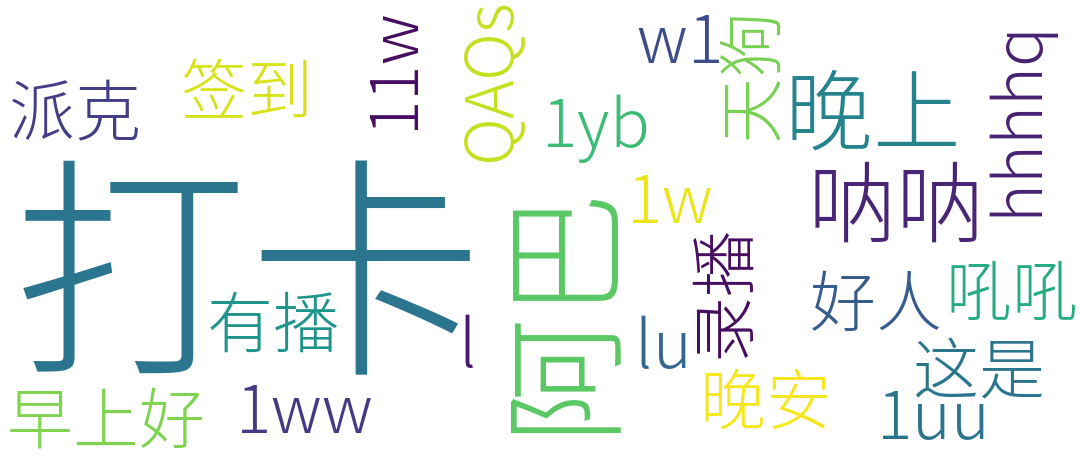 派克
签到
11w
QAQs
1yb
w1
天狗
晚上
hhhhq
打卡
阿巴
1w
呐呐
录播
有播
l
lu
好人
吼吼
这是
早上好
1ww
晚安
1uu